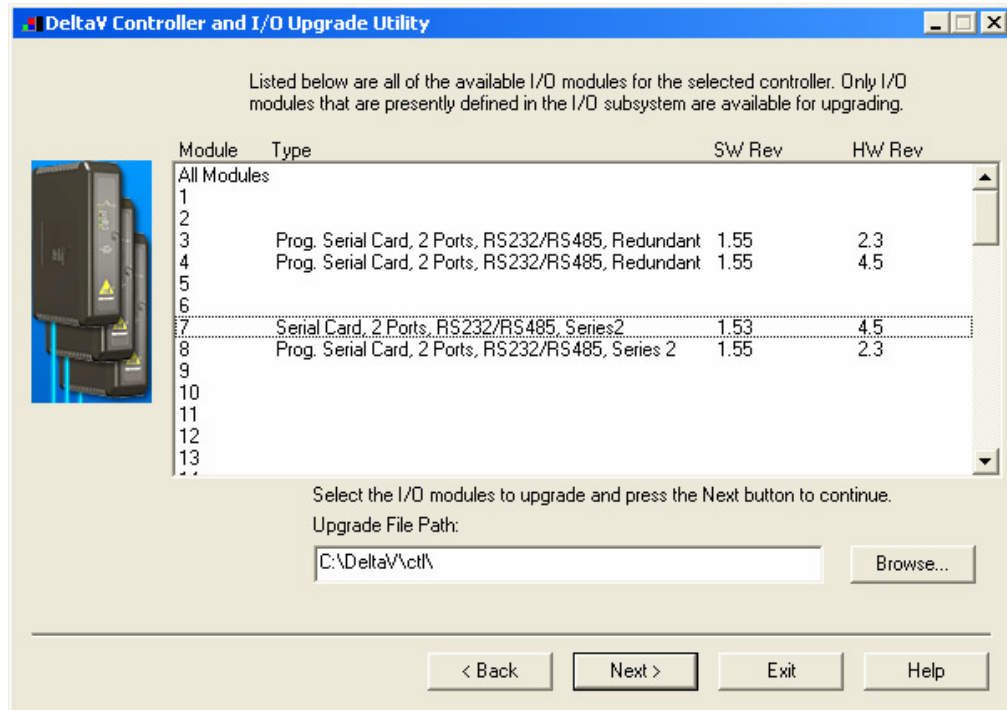 DeltaV Controller and I/O Upgrade Utility
Listed below are all of the available I/O modules for the selected controller. Only I/O
modules that are presently defined in the I/O subsystem are available for upgrading.
Module Type SW Rev HW Rev
All Modules
1
2
3 Prog. Serial Card, 2 Ports, RS232/RS485, Redundant 1.55 2.3
4 Prog. Serial Card, 2 Ports, RS232/RS485, Redundant 1.55 4.5
5
6
7 Serial Card, 2 Ports, RS232/RS485, Series2 1.53 4.5
8 Prog. Serial Card, 2 Ports, RS232/RS485, Series 2 1.55 2.3
9
10
11
12
13
Select the I/O modules to upgrade and press the Next button to continue.
Upgrade File Path:
C:\DeltaV\ctl\
Browse...
< Back
Next >
Exit
Help